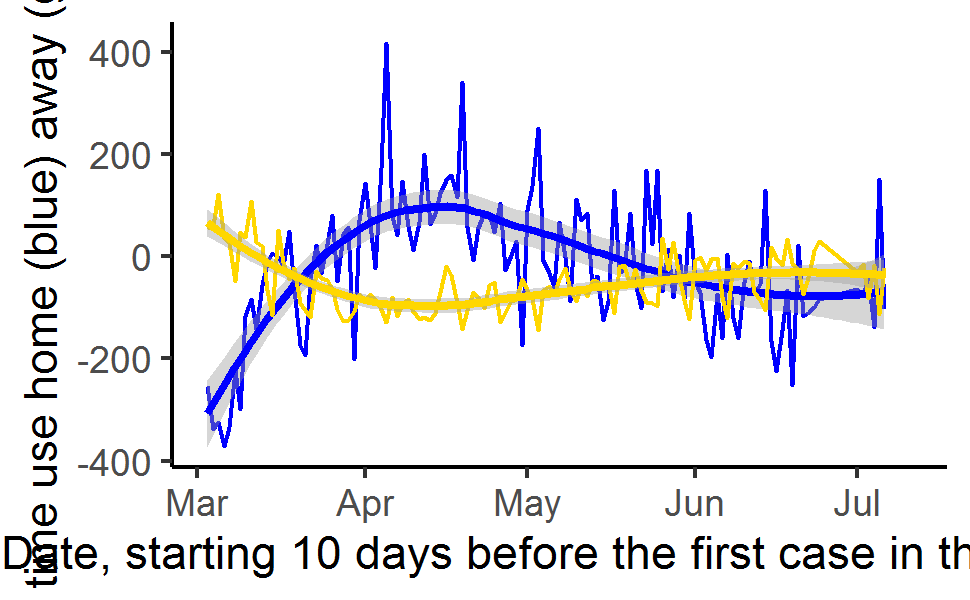 time use home (blue) away (
400
200
0
-200
-400
Mar Apr May Jun Jul
Date, starting 10 days before the first case in th